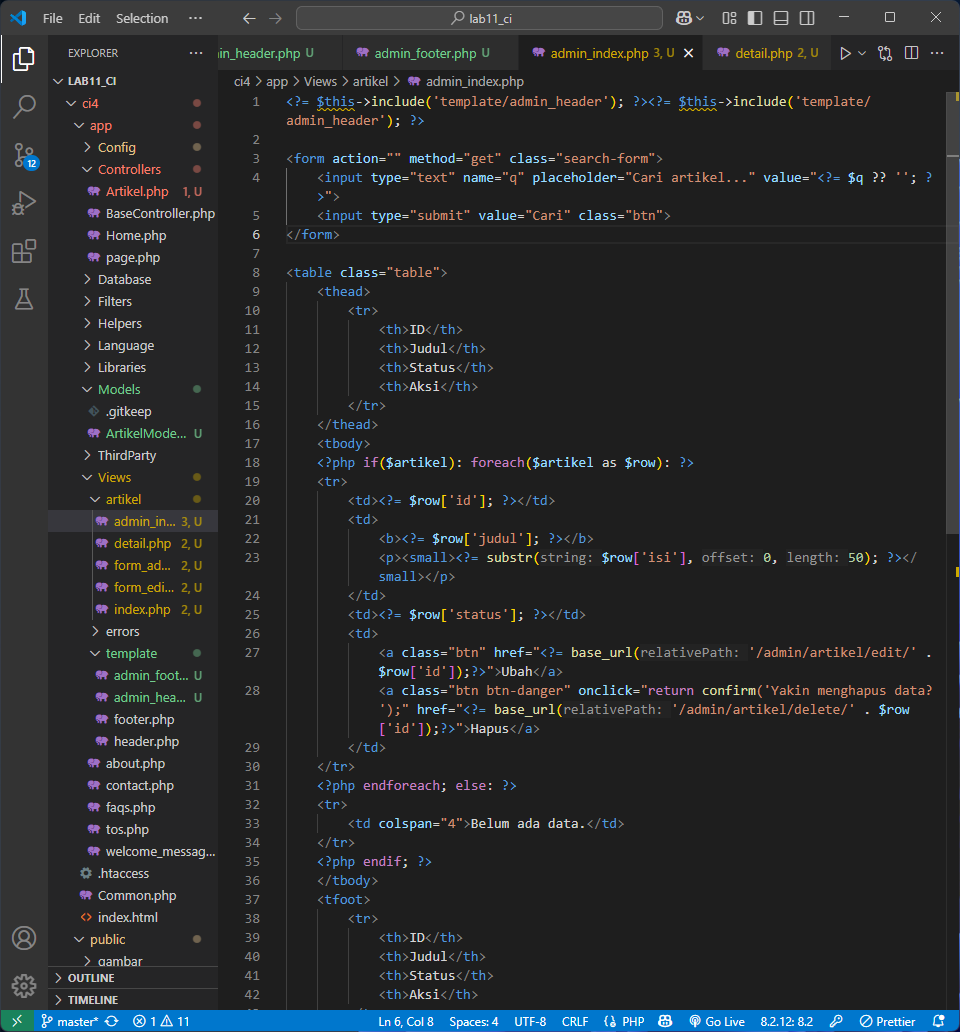 File Edit Selection ··· lab11_ci
EXPLORER ···
LAB11_CI
ci4
app
Config
Controllers
Artikel.php 1, U
BaseController.php
Home.php
page.php
Database
Filters
Helpers
Language
Libraries
Models
.gitkeep
ArtikelMode... U
ThirdParty
Views
artikel
admin_in... 3, U
detail.php 2, U
form_ad... 2, U
form_edi... 2, U
index.php 2, U
errors
template
admin_foot... U
admin_hea... U
footer.php
header.php
about.php
contact.php
faqs.php
tos.php
welcome_messag...
.htaccess
Common.php
index.html
public
gambar
OUTLINE
TIMELINE
12
in_header.php U admin_footer.php U admin_index.php 3, U detail.php 2, U
ci4 > app > Views > artikel > admin_index.php
1 <?= $this->include('template/admin_header'); ?><?= $this->include('template/
admin_header'); ?>
2
3 <form action="" method="get" class="search-form">
4 <input type="text" name="q" placeholder="Cari artikel..." value="<?= $q ?? ''; ?
>">
5 <input type="submit" value="Cari" class="btn">
6 </form>
7
8 <table class="table">
9 <thead>
10 <tr>
11 <th>ID</th>
12 <th>Judul</th>
13 <th>Status</th>
14 <th>Aksi</th>
15 </tr>
16 </thead>
17 <tbody>
18 <?php if($artikel): foreach($artikel as $row): ?>
19 <tr>
20 <td><?= $row['id']; ?></td>
21 <td>
22 <b><?= $row['judul']; ?></b>
23 <p><small><?= substr(string: $row['isi'], offset: 0, length: 50); ?></
small></p>
24 </td>
25 <td><?= $row['status']; ?></td>
26 <td>
27 <a class="btn" href="<?= base_url(relativePath: '/admin/artikel/edit/' .
$row['id']);?>">Ubah</a>
28 <a class="btn btn-danger" onclick="return confirm('Yakin menghapus data?
');" href="<?= base_url(relativePath: '/admin/artikel/delete/' . $row
['id']);?>">Hapus</a>
29 </td>
30 </tr>
31 <?php endforeach; else: ?>
32 <tr>
33 <td colspan="4">Belum ada data.</td>
34 </tr>
35 <?php endif; ?>
36 </tbody>
37 <tfoot>
38 <tr>
39 <th>ID</th>
40 <th>Judul</th>
41 <th>Status</th>
42 <th>Aksi</th>
master* 1 11 Ln 6, Col 8 Spaces: 4 UTF-8 CRLF PHP Go Live 8.2.12: 8.2 Prettier